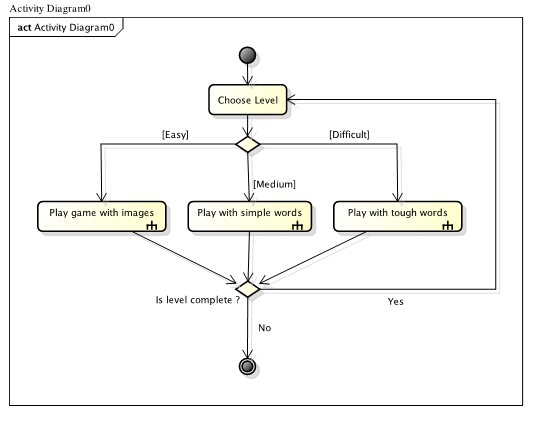 Activity Diagram0
act Activity Diagram0
Choose Level
[Easy]
[Difficult]
[Medium]
Play game with images
Play with simple words
Play with tough words
Is level complete ?
Yes
No